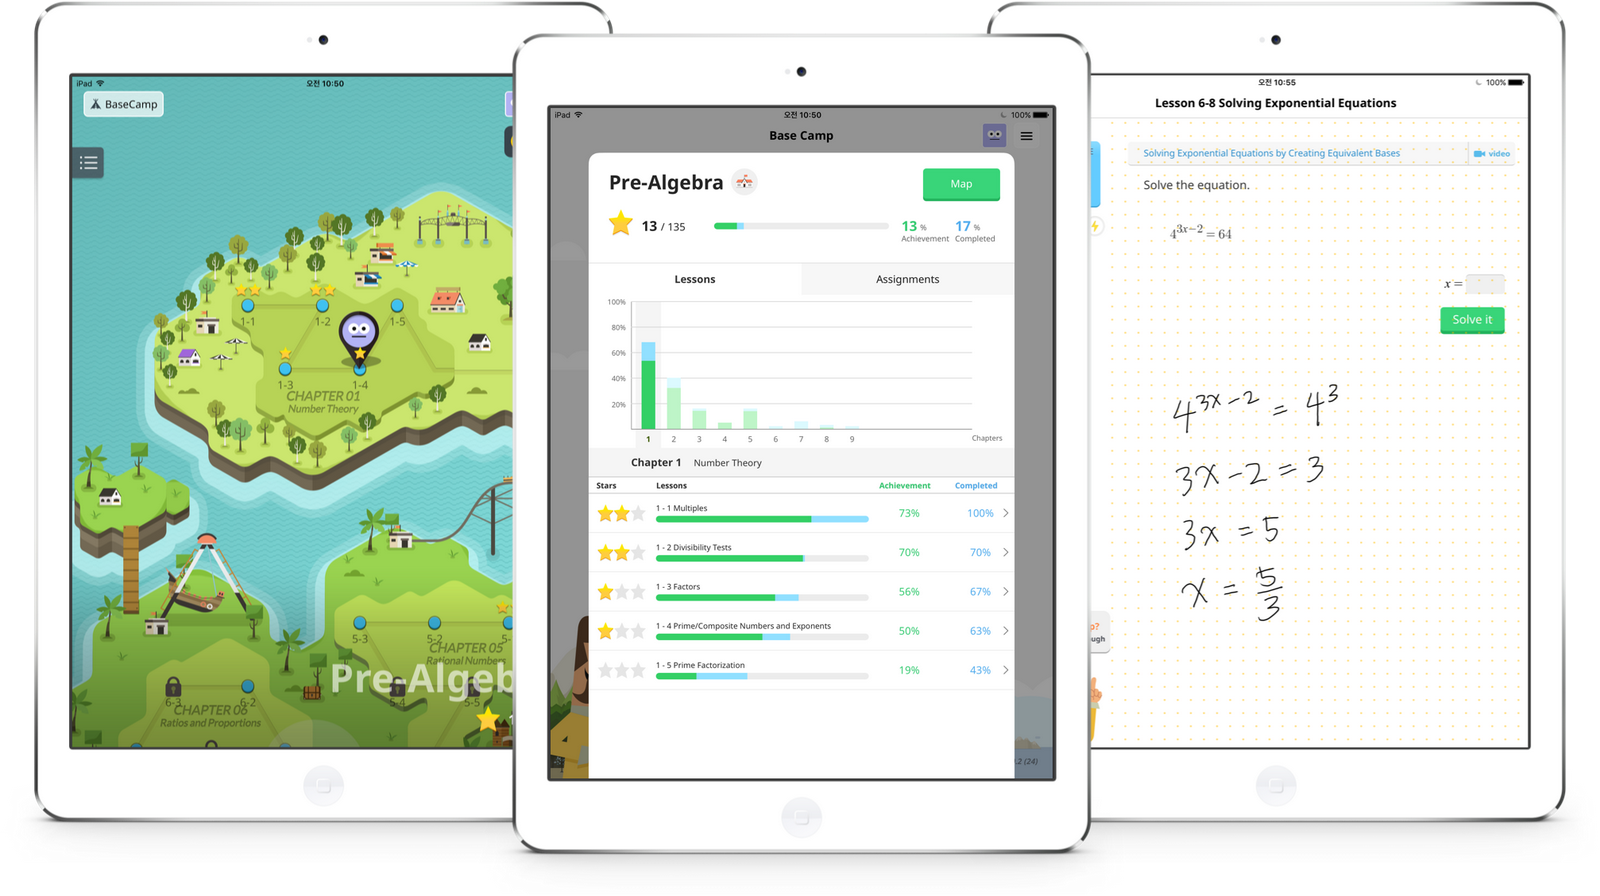 iPad 오전 10:50
BaseCamp
1-1 1-2 1-5
1-3 1-4
CHAPTER 01
Number Theory
5-3 5-2
CHAPTER 05
Rational Numbers
Pre-Algeb
6-3 6-2 5-4 5-5
CHAPTER 06
Ratios and Proportions
iPad 오전 10:50 100%
Base Camp
Pre-Algebra
Map
13 / 135
13 % 17 %
Achievement Completed
Lessons Assignments
100%
80%
60%
40%
20%
1 2 3 4 5 6 7 8 9 Chapters
Chapter 1 Number Theory
Stars Lessons Achievement Completed
1 - 1 Multiples 73% 100%
1 - 2 Divisibility Tests 70% 70%
1 - 3 Factors 56% 67%
1 - 4 Prime/Composite Numbers and Exponents 50% 63%
1 - 5 Prime Factorization 19% 43%
.2 (24)
오전 10:55 100%
Lesson 6-8 Solving Exponential Equations
Solving Exponential Equations by Creating Equivalent Bases video
Solve the equation.
4^{3x−2} = 64
x =
Solve it
4^{3x−2} = 4^3
3x − 2 = 3
3x = 5
x = 5/3
p?
ugh